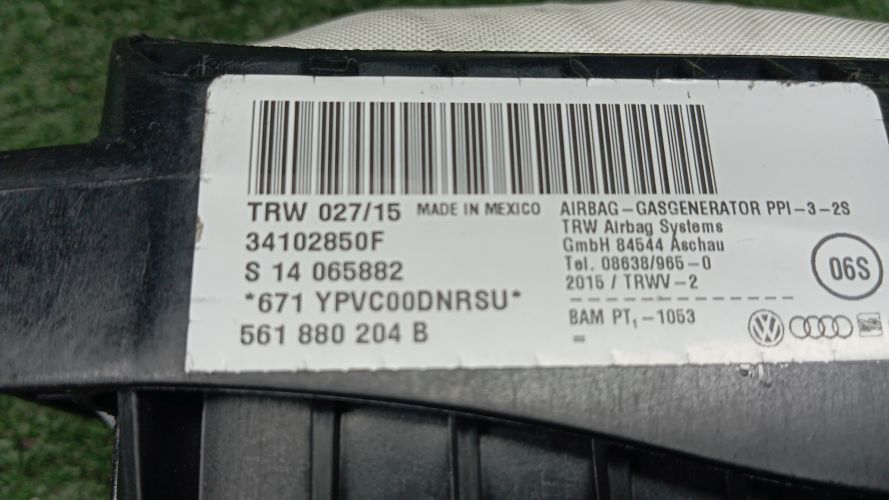 TRW 027/15 MADE IN MEXICO
34102850F
S 14 065882
*671 YPVC00DNRSU*
561 880 204 B
AIRBAG-GASGENERATOR PPI-3-2S
TRW Airbag Systems
GmbH 84544 Aschau
Tel. 08638/965-0
2015 / TRWV-2
BAM PT₁-1053
=
06S